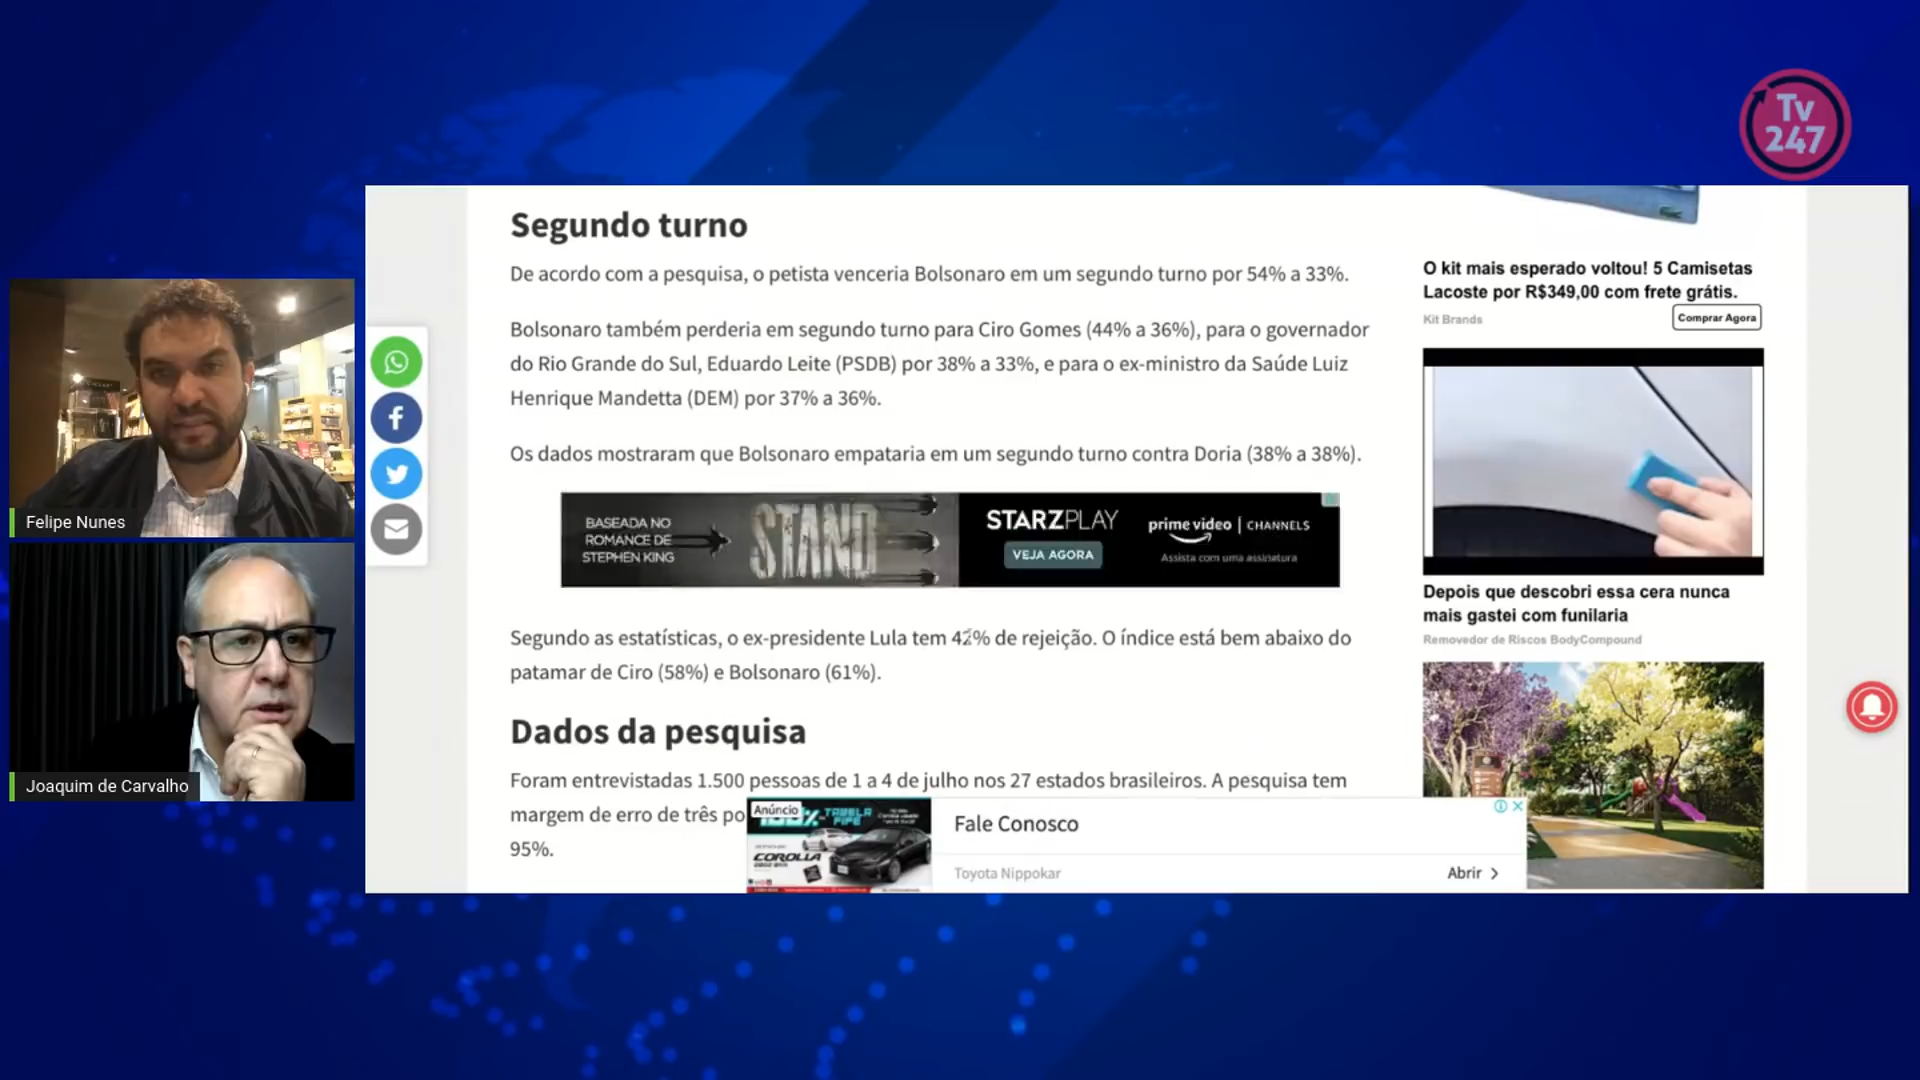 Tv
247
Segundo turno
De acordo com a pesquisa, o petista venceria Bolsonaro em um segundo turno por 54% a 33%.
Bolsonaro também perderia em segundo turno para Ciro Gomes (44% a 36%), para o governador
do Rio Grande do Sul, Eduardo Leite (PSDB) por 38% a 33%, e para o ex-ministro da Saúde Luiz
Henrique Mandetta (DEM) por 37% a 36%.
Os dados mostraram que Bolsonaro empataria em um segundo turno contra Doria (38% a 38%).
BASEADA NO
ROMANCE DE
STEPHEN KING
STAND
STARZPLAY
VEJA AGORA
prime video | CHANNELS
Assista com uma assinatura
Segundo as estatísticas, o ex-presidente Lula tem 42% de rejeição. O índice está bem abaixo do
patamar de Ciro (58%) e Bolsonaro (61%).
Dados da pesquisa
Foram entrevistadas 1.500 pessoas de 1 a 4 de julho nos 27 estados brasileiros. A pesquisa tem
margem de erro de três po
95%.
O kit mais esperado voltou! 5 Camisetas
Lacoste por R$349,00 com frete grátis.
Kit Brands
Comprar Agora
Depois que descobri essa cera nunca
mais gastei com funilaria
Removedor de Riscos BodyCompound
Anúncio
100%
TABELA
FIPE
COROLLA
Fale Conosco
Toyota Nippokar
Abrir
Felipe Nunes
Joaquim de Carvalho